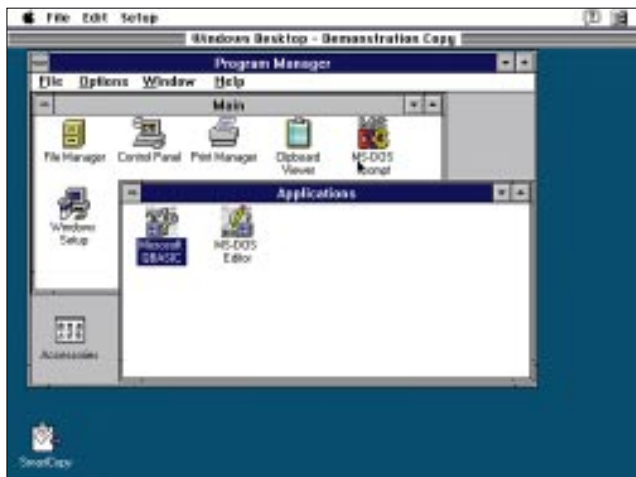 File Edit Setup
Windows Desktop - Demonstration Copy
Program Manager
File Options Window Help
Main
File Manager
Control Panel
Print Manager
Clipboard
Viewer
MS-DOS
Prompt
Windows
Setup
Applications
Microsoft
QBASIC
MS-DOS
Editor
Accessories
SmartCopy